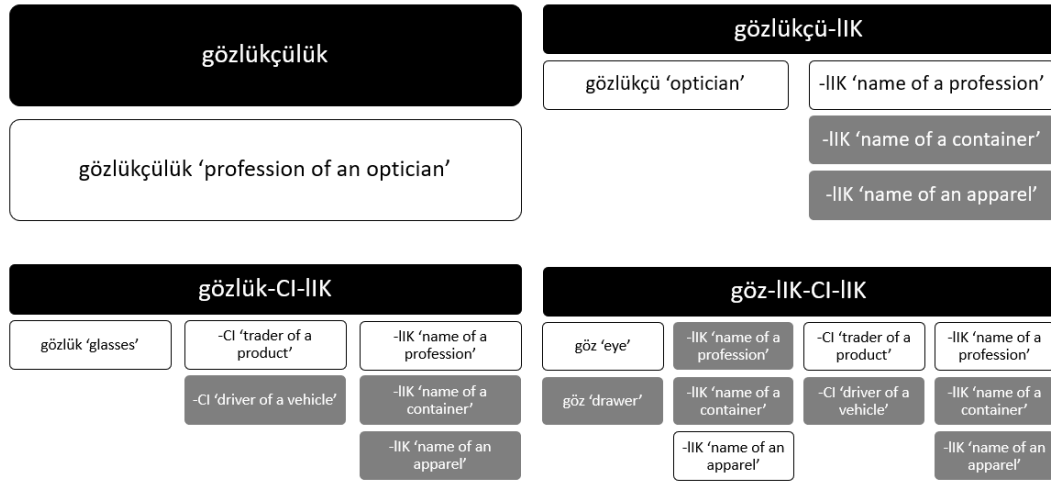 gözlükçülük
gözlükçülük ‘profession of an optician’
gözlükçü-lIK
gözlükçü ‘optician’
-lIK ‘name of a profession’
-lIK ‘name of a container’
-lIK ‘name of an apparel’
gözlük-CI-lIK
gözlük ‘glasses’
-CI ‘trader of a
product’
-lIK ‘name of a
profession’
-CI ‘driver of a vehicle’
-lIK ‘name of a
container’
-lIK ‘name of an
apparel’
göz-lIK-CI-lIK
göz ‘eye’
-lIK ‘name of a
profession’
-CI ‘trader of a
product’
-lIK ‘name of a
profession’
göz ‘drawer’
-lIK ‘name of a
container’
-CI ‘driver of a
vehicle’
-lIK ‘name of a
container’
-lIK ‘name of an
apparel’
-lIK ‘name of an
apparel’